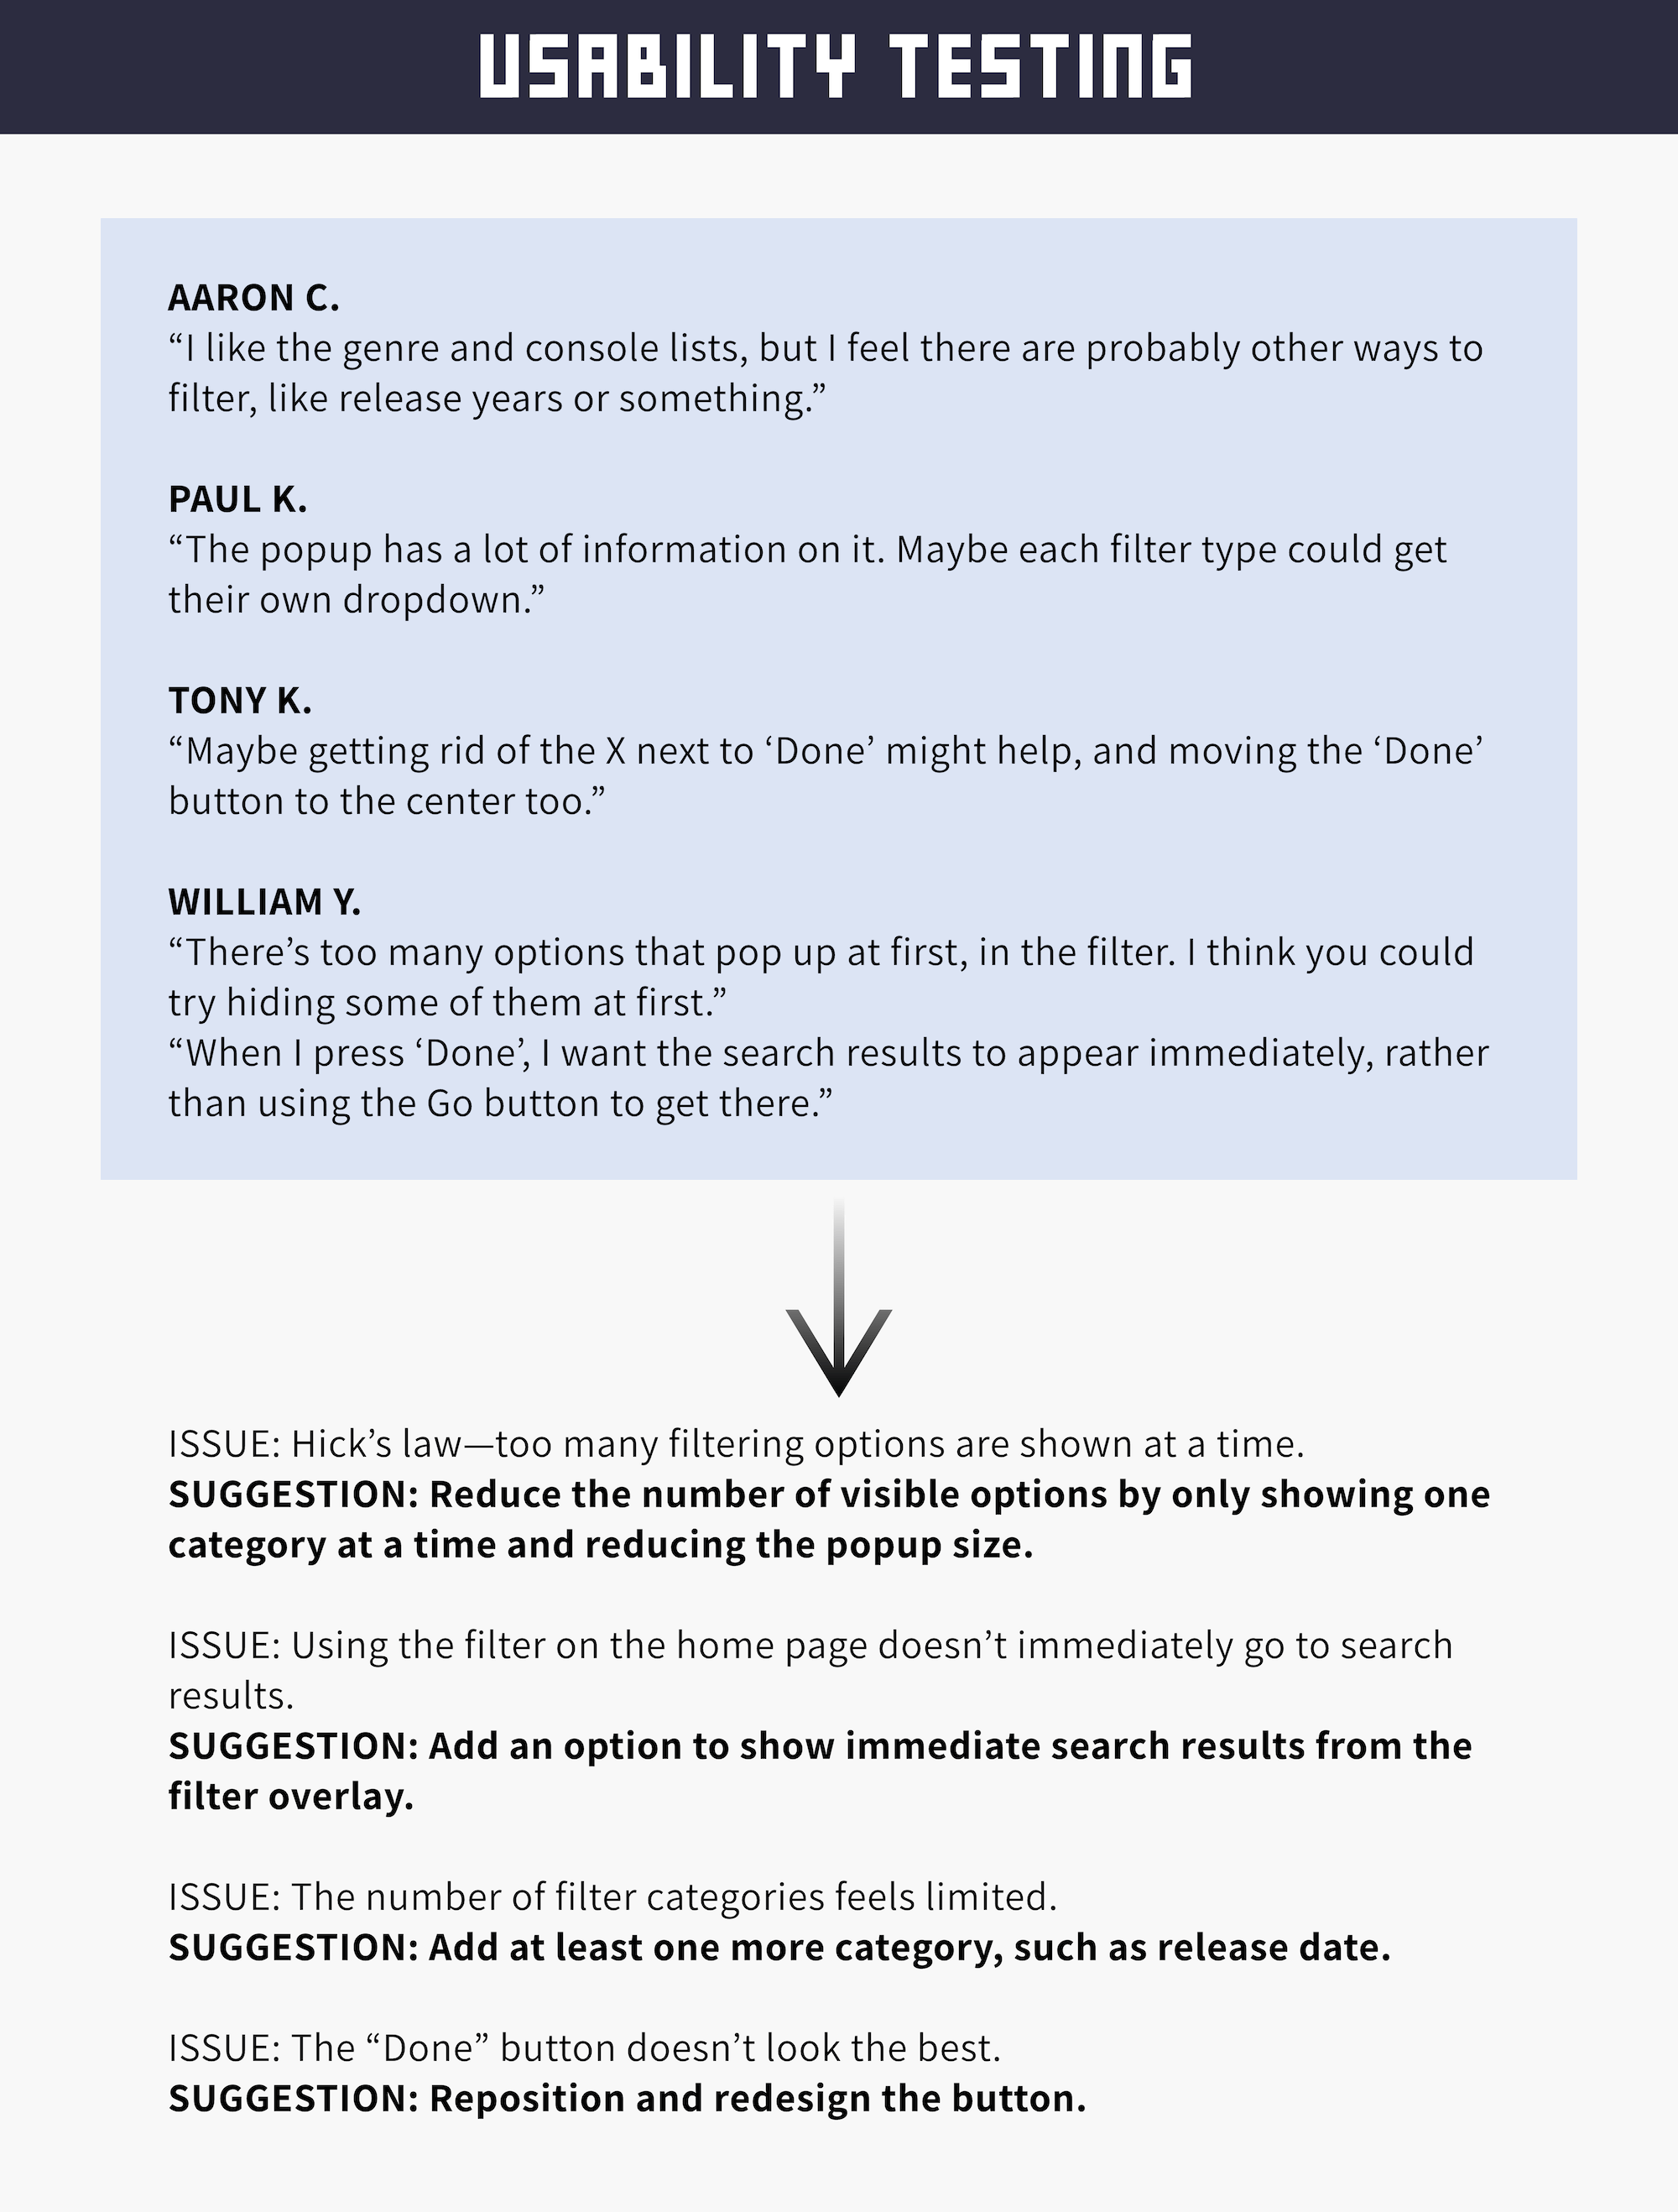 USABILITY TESTING
AARON C.
“I like the genre and console lists, but I feel there are probably other ways to
filter, like release years or something.”
PAUL K.
“The popup has a lot of information on it. Maybe each filter type could get
their own dropdown.”
TONY K.
“Maybe getting rid of the X next to ‘Done’ might help, and moving the ‘Done’
button to the center too.”
WILLIAM Y.
“There’s too many options that pop up at first, in the filter. I think you could
try hiding some of them at first.”
“When I press ‘Done’, I want the search results to appear immediately, rather
than using the Go button to get there.”
ISSUE: Hick’s law—too many filtering options are shown at a time.
SUGGESTION: Reduce the number of visible options by only showing one
category at a time and reducing the popup size.
ISSUE: Using the filter on the home page doesn’t immediately go to search
results.
SUGGESTION: Add an option to show immediate search results from the
filter overlay.
ISSUE: The number of filter categories feels limited.
SUGGESTION: Add at least one more category, such as release date.
ISSUE: The “Done” button doesn’t look the best.
SUGGESTION: Reposition and redesign the button.